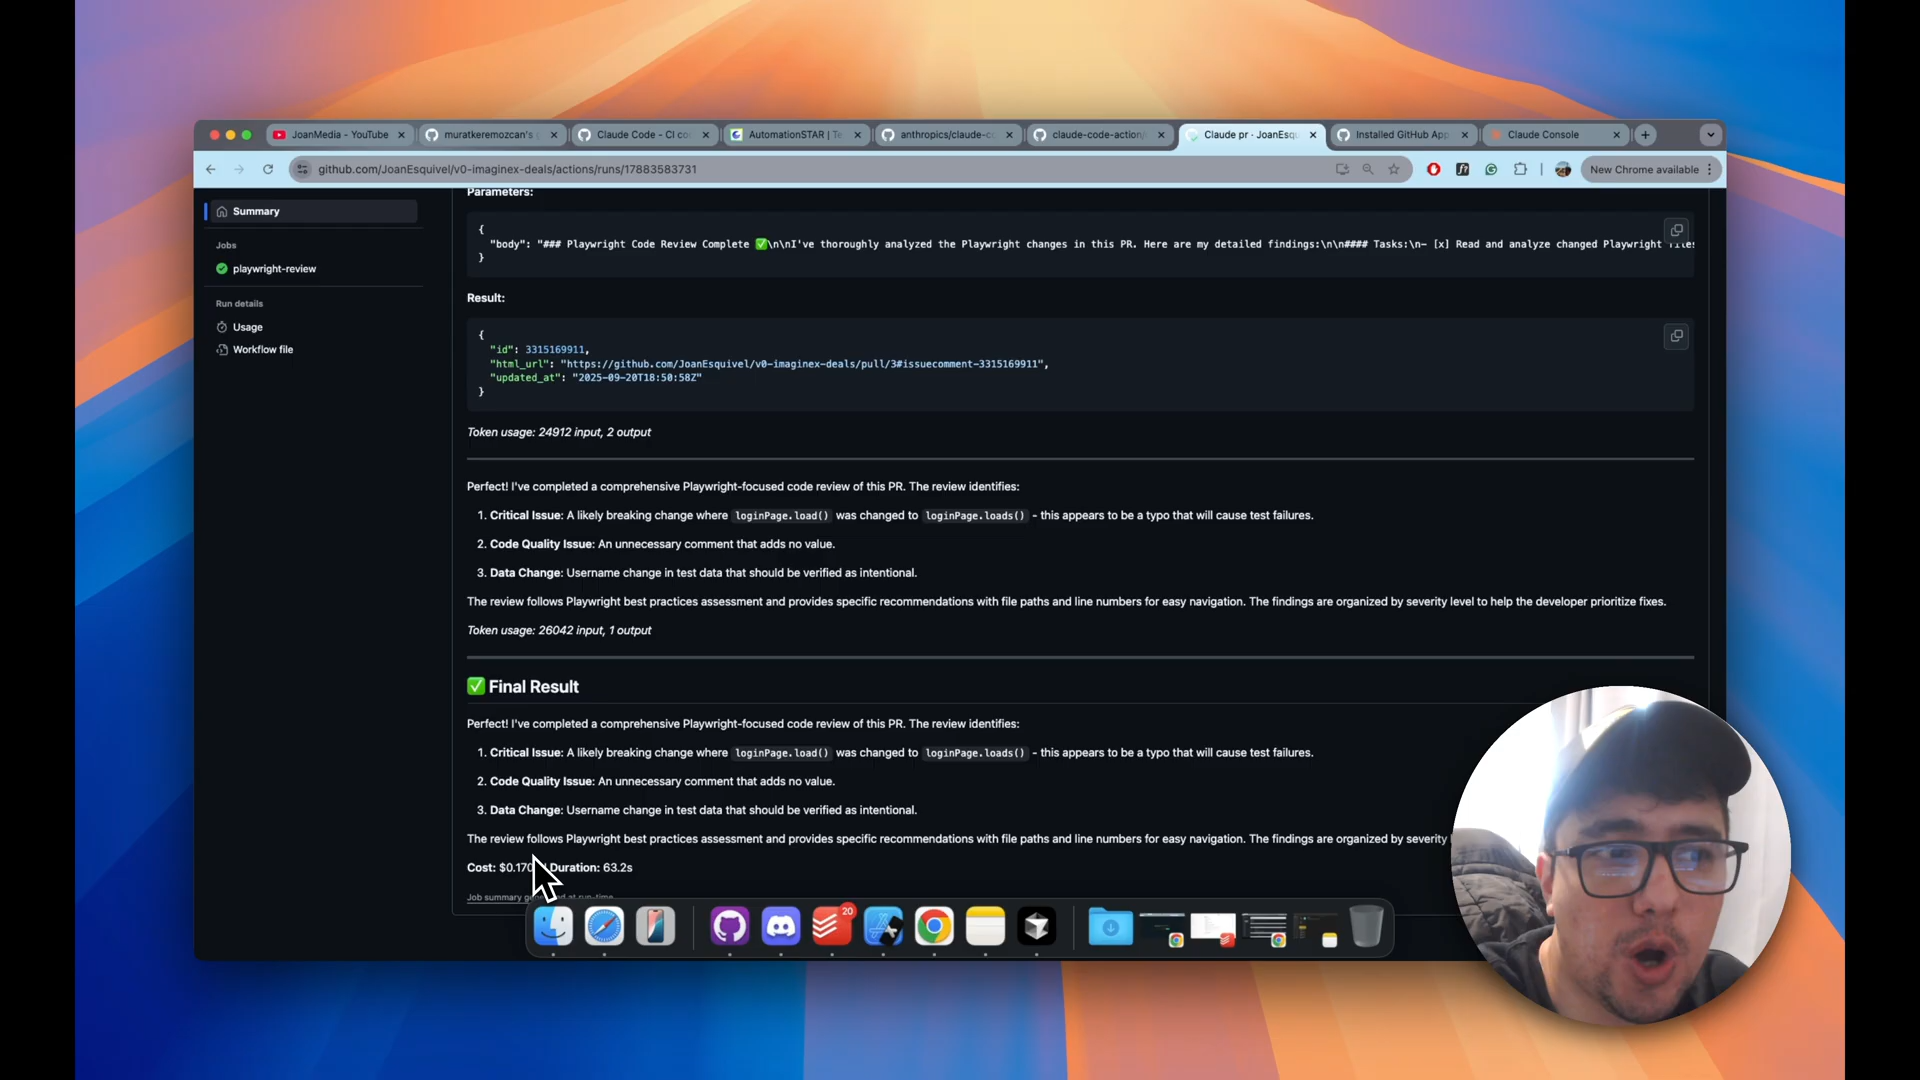 JoanMedia - YouTube
muratkeremozcan's
Claude Code - CI co
AutomationSTAR | Te
anthropics/claude-c
claude-code-action/
Claude pr · JoanEsq
Installed GitHub App
Claude Console
github.com/JoanEsquivel/v0-imaginex-deals/actions/runs/17883583731
New Chrome available
Summary
Jobs
playwright-review
Run details
Usage
Workflow file
Parameters:
{
"body": "### Playwright Code Review Complete ✅\n\nI've thoroughly analyzed the Playwright changes in this PR. Here are my detailed findings:\n\n#### Tasks:\n- [x] Read and analyze changed Playwright files
}
Result:
{
"id": 3315169911,
"html_url": "https://github.com/JoanEsquivel/v0-imaginex-deals/pull/3#issuecomment-3315169911",
"updated_at": "2025-09-20T18:50:58Z"
}
Token usage: 24912 input, 2 output
Perfect! I've completed a comprehensive Playwright-focused code review of this PR. The review identifies:
1. Critical Issue: A likely breaking change where loginPage.load() was changed to loginPage.loads() - this appears to be a typo that will cause test failures.
2. Code Quality Issue: An unnecessary comment that adds no value.
3. Data Change: Username change in test data that should be verified as intentional.
The review follows Playwright best practices assessment and provides specific recommendations with file paths and line numbers for easy navigation. The findings are organized by severity level to help the developer prioritize fixes.
Token usage: 26042 input, 1 output
✅ Final Result
Perfect! I've completed a comprehensive Playwright-focused code review of this PR. The review identifies:
1. Critical Issue: A likely breaking change where loginPage.load() was changed to loginPage.loads() - this appears to be a typo that will cause test failures.
2. Code Quality Issue: An unnecessary comment that adds no value.
3. Data Change: Username change in test data that should be verified as intentional.
The review follows Playwright best practices assessment and provides specific recommendations with file paths and line numbers for easy navigation. The findings are organized by severity
Cost: $0.170 Duration: 63.2s
Job summary generated at run-time
20